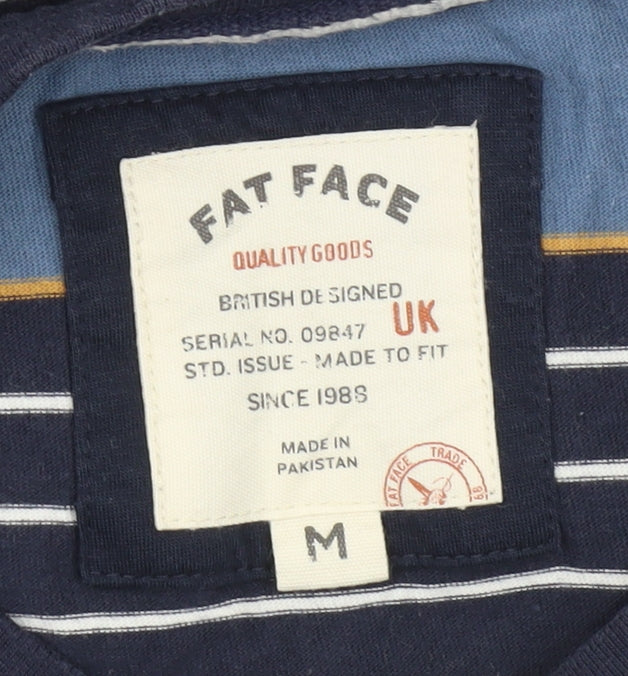 FAT FACE
QUALITY GOODS
BRITISH DESIGNED
UK
SERIAL NO. 09847
STD. ISSUE - MADE TO FIT
SINCE 1988
MADE IN
PAKISTAN
FAT FACE TRADE
88
M